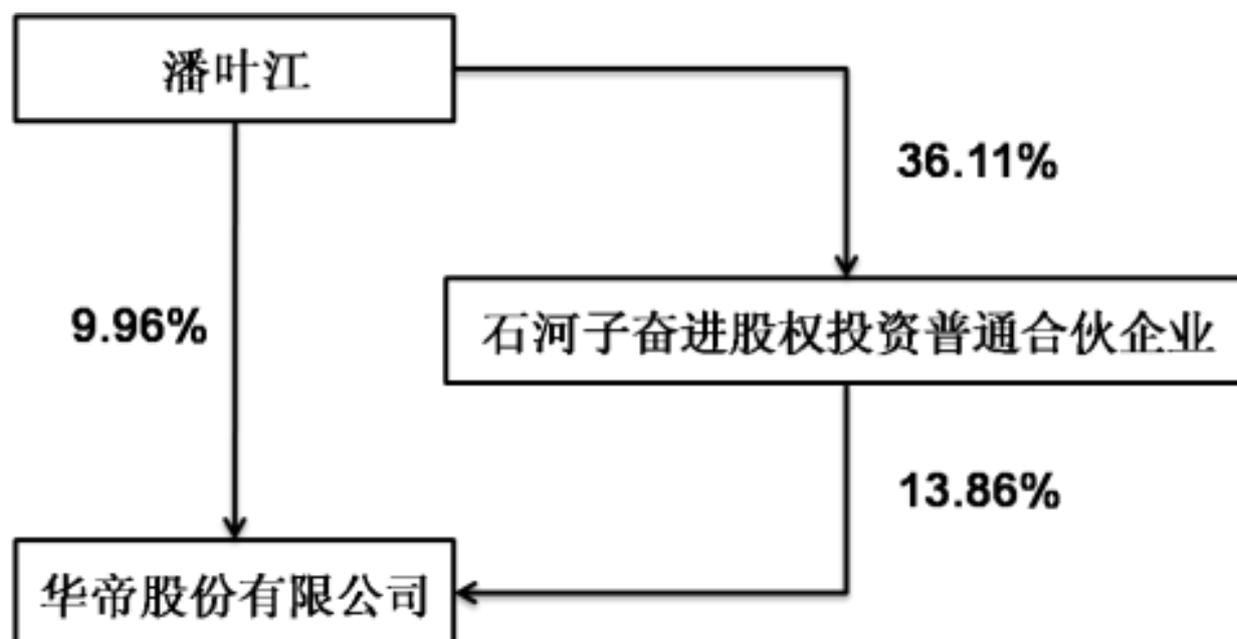 潘叶江
36.11%
9.96%
石河子奋进股权投资普通合伙企业
13.86%
华帝股份有限公司